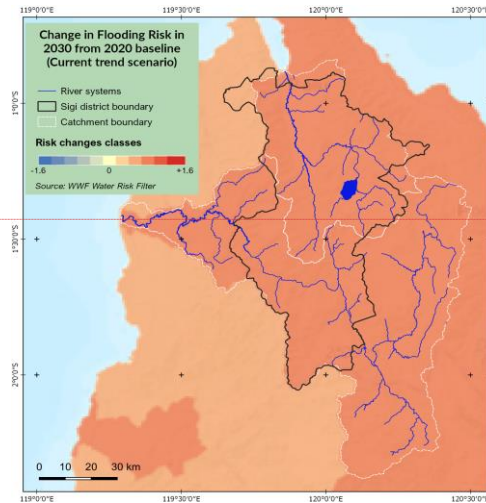 119°0'0"E 119°30'0"E 120°0'0"E 120°30'0"E
Change in Flooding Risk in
2030 from 2020 baseline
(Current trend scenario)
River systems
Sigi district boundary
Catchment boundary
Risk changes classes
-1.6 0 +1.6
Source: WWF Water Risk Filter
1°0'0"S
1°30'0"S
2°0'0"S
0 10 20 30 km
119°0'0"E 119°30'0"E 120°0'0"E 120°30'0"E